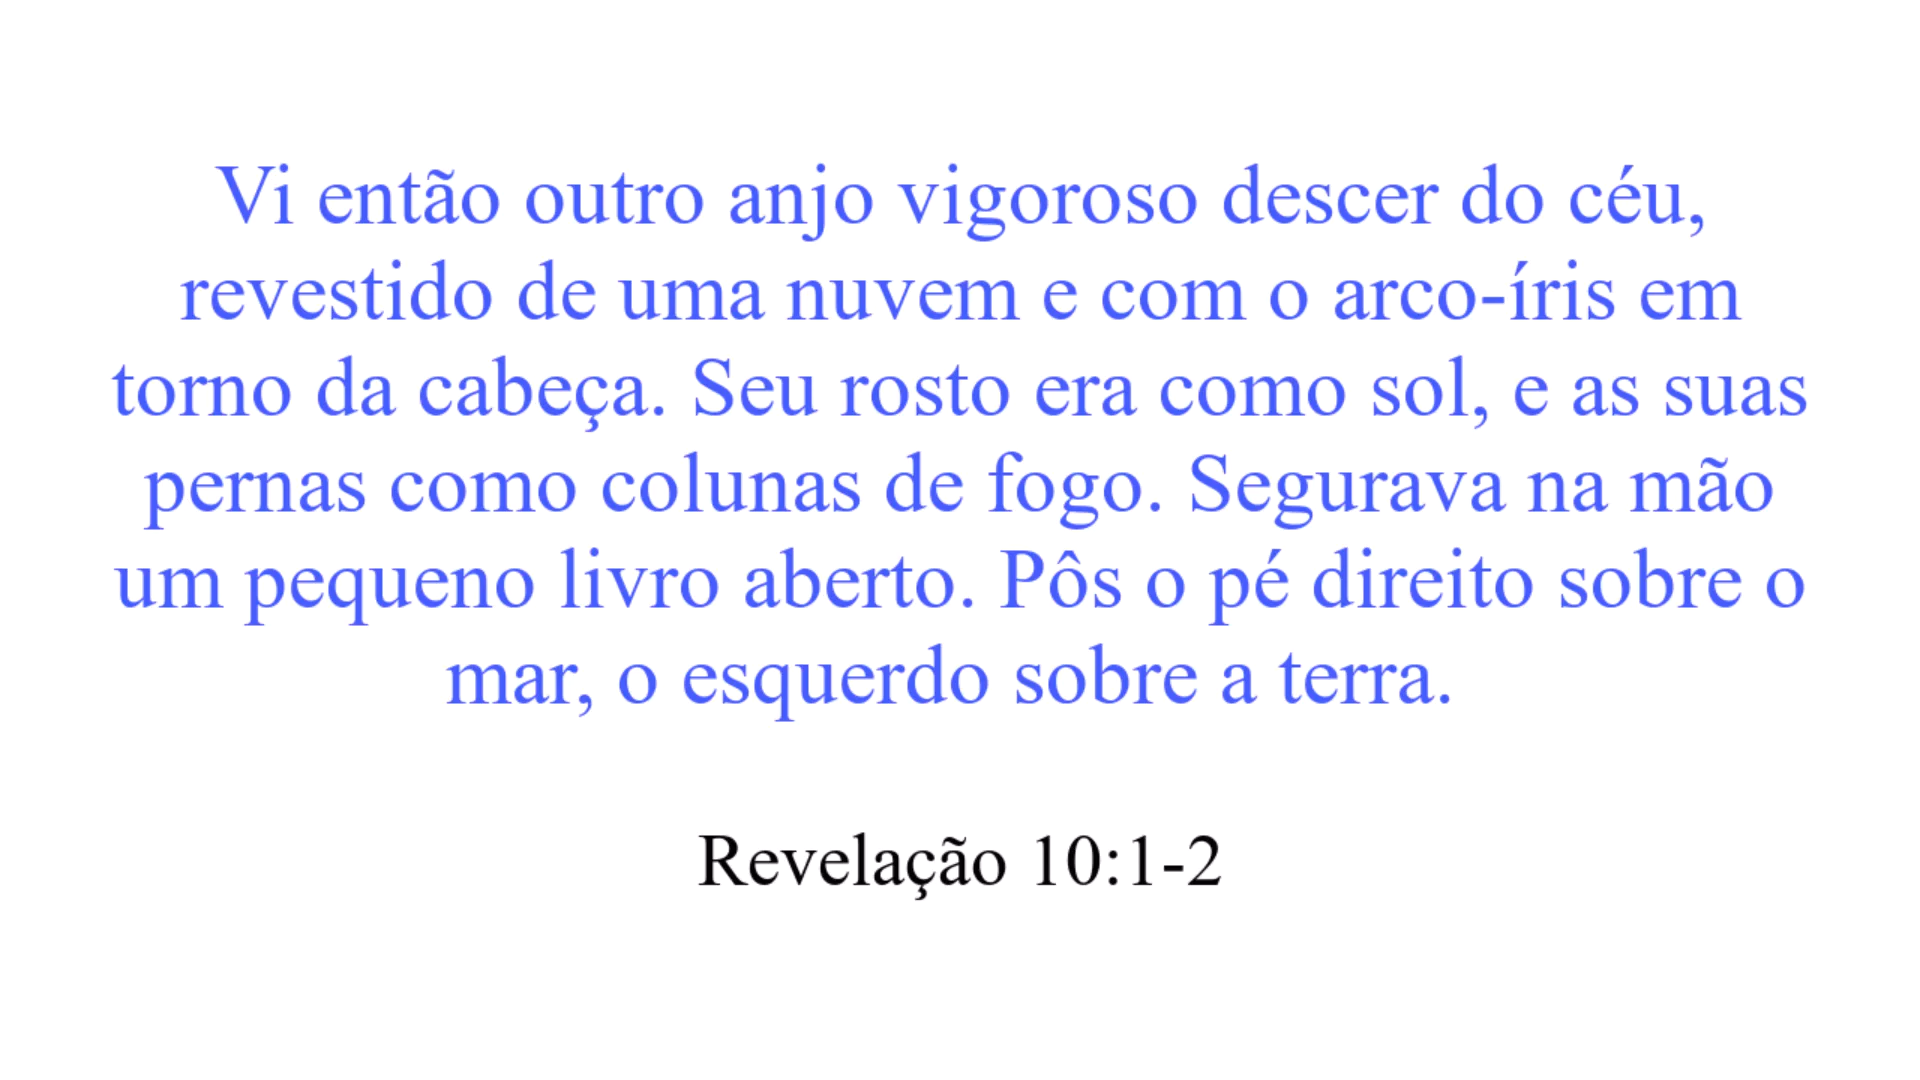 Vi então outro anjo vigoroso descer do céu,
revestido de uma nuvem e com o arco-íris em
torno da cabeça. Seu rosto era como sol, e as suas
pernas como colunas de fogo. Segurava na mão
um pequeno livro aberto. Pôs o pé direito sobre o
mar, o esquerdo sobre a terra.
Revelação 10:1-2